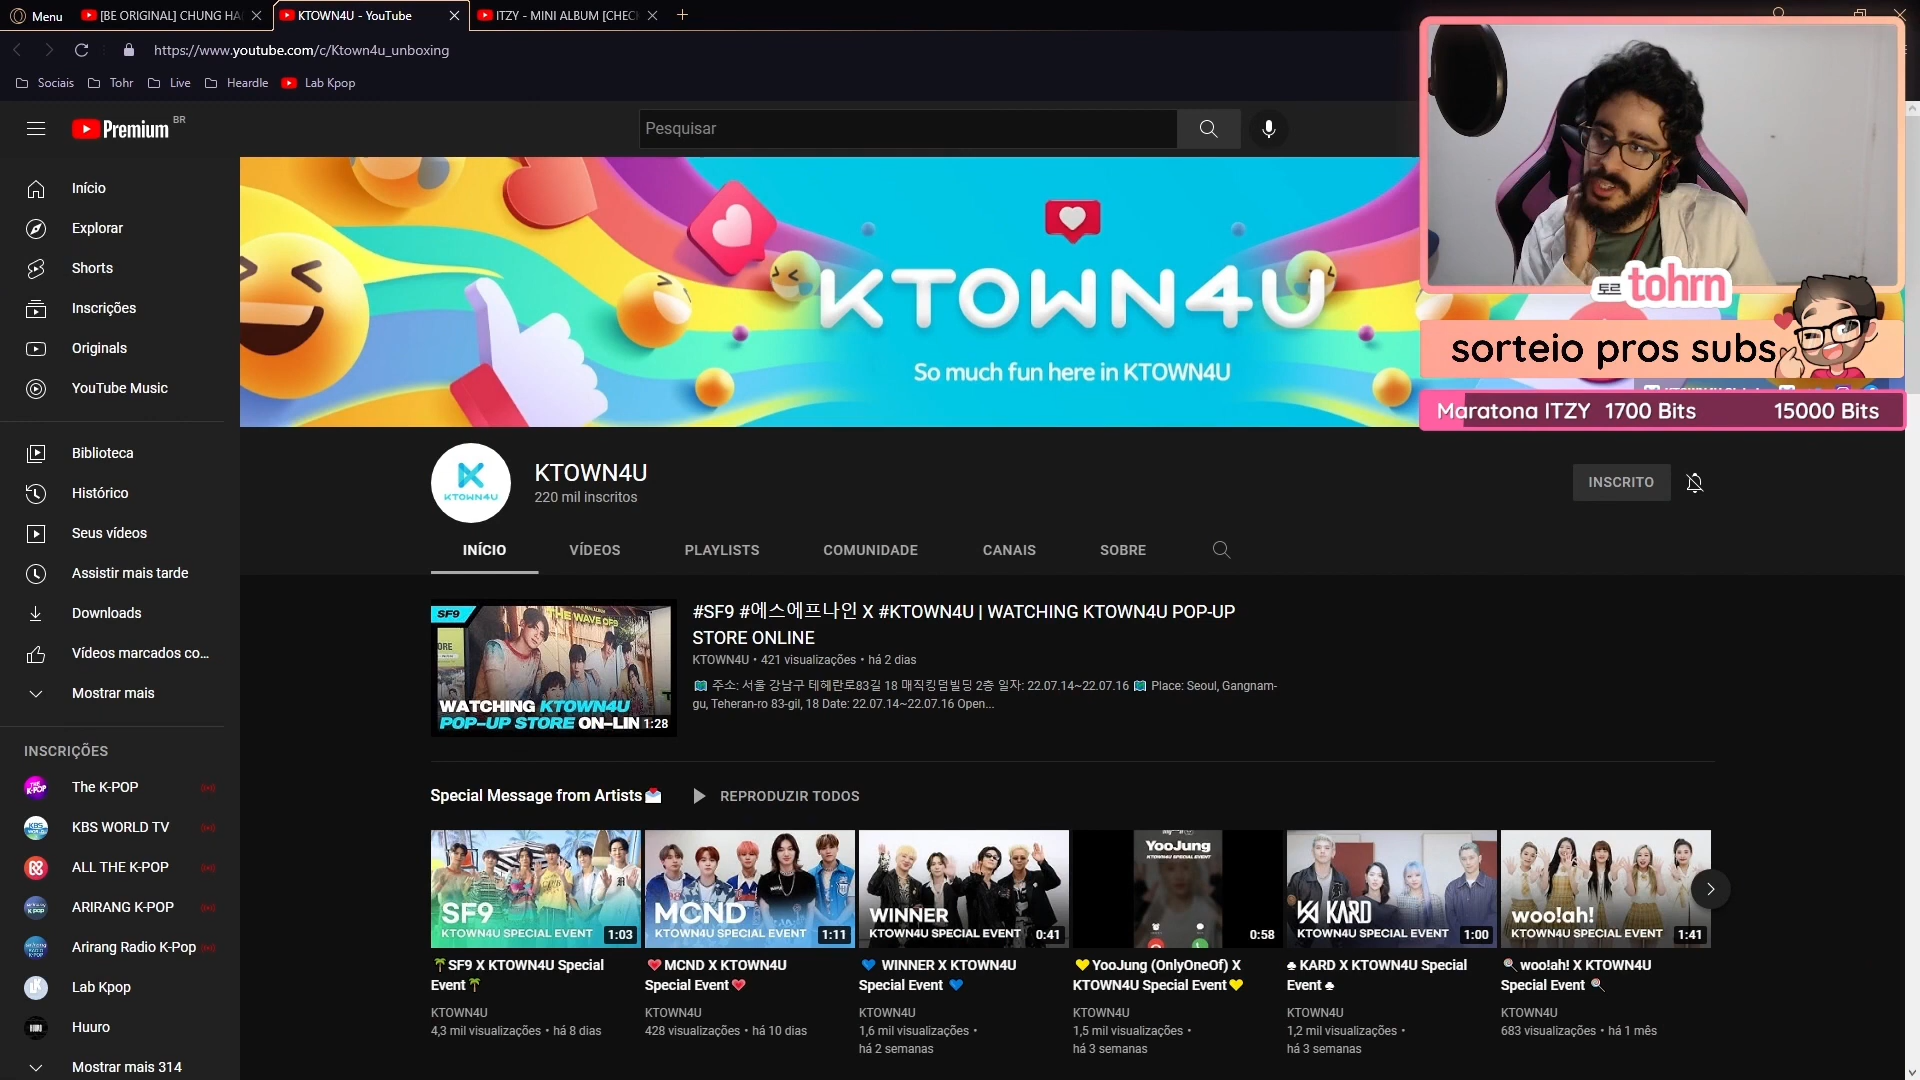 Menu
[BE ORIGINAL] CHUNG HA
KTOWN4U - YouTube
ITZY - MINI ALBUM [CHEC
https://www.youtube.com/c/Ktown4u_unboxing
Sociais
Tohr
Live
Heardle
Lab Kpop
Premium BR
Pesquisar
Início
Explorar
Shorts
Inscrições
Originals
YouTube Music
Biblioteca
Histórico
Seus vídeos
Assistir mais tarde
Downloads
Vídeos marcados co...
Mostrar mais
INSCRIÇÕES
The K-POP
KBS WORLD TV
ALL THE K-POP
ARIRANG K-POP
Arirang Radio K-Pop
Lab Kpop
Huuro
Mostrar mais 314
KTOWN4U
So much fun here in KTOWN4U
토르 tohrn
sorteio pros subs
Maratona ITZY 1700 Bits 15000 Bits
KTOWN4U
KTOWN4U
220 mil inscritos
INSCRITO
INÍCIO
VÍDEOS
PLAYLISTS
COMUNIDADE
CANAIS
SOBRE
SF9
THE WAVE OF9
ORE
WATCHING KTOWN4U
POP-UP STORE ON-LIN 1:28
#SF9 #에스에프나인 X #KTOWN4U | WATCHING KTOWN4U POP-UP
STORE ONLINE
KTOWN4U • 421 visualizações • há 2 dias
주소: 서울 강남구 테헤란로83길 18 매직킹덤빌딩 2층 일자: 22.07.14~22.07.16 Place: Seoul, Gangnam-
gu, Teheran-ro 83-gil, 18 Date: 22.07.14~22.07.16 Open...
Special Message from Artists
REPRODUZIR TODOS
SF9
KTOWN4U SPECIAL EVENT 1:03
SF9 X KTOWN4U Special
Event
KTOWN4U
4,3 mil visualizações • há 8 dias
MCND
KTOWN4U SPECIAL EVENT 1:11
MCND X KTOWN4U
Special Event
KTOWN4U
428 visualizações • há 10 dias
WINNER
KTOWN4U SPECIAL EVENT 0:41
WINNER X KTOWN4U
Special Event
KTOWN4U
1,6 mil visualizações •
há 2 semanas
YooJung
KTOWN4U SPECIAL EVENT
0:58
YooJung (OnlyOneOf) X
KTOWN4U Special Event
KTOWN4U
1,5 mil visualizações •
há 3 semanas
KARD
KTOWN4U SPECIAL EVENT 1:00
KARD X KTOWN4U Special
Event
KTOWN4U
1,2 mil visualizações •
há 3 semanas
woo!ah!
KTOWN4U SPECIAL EVENT 1:41
woo!ah! X KTOWN4U
Special Event
KTOWN4U
683 visualizações • há 1 mês